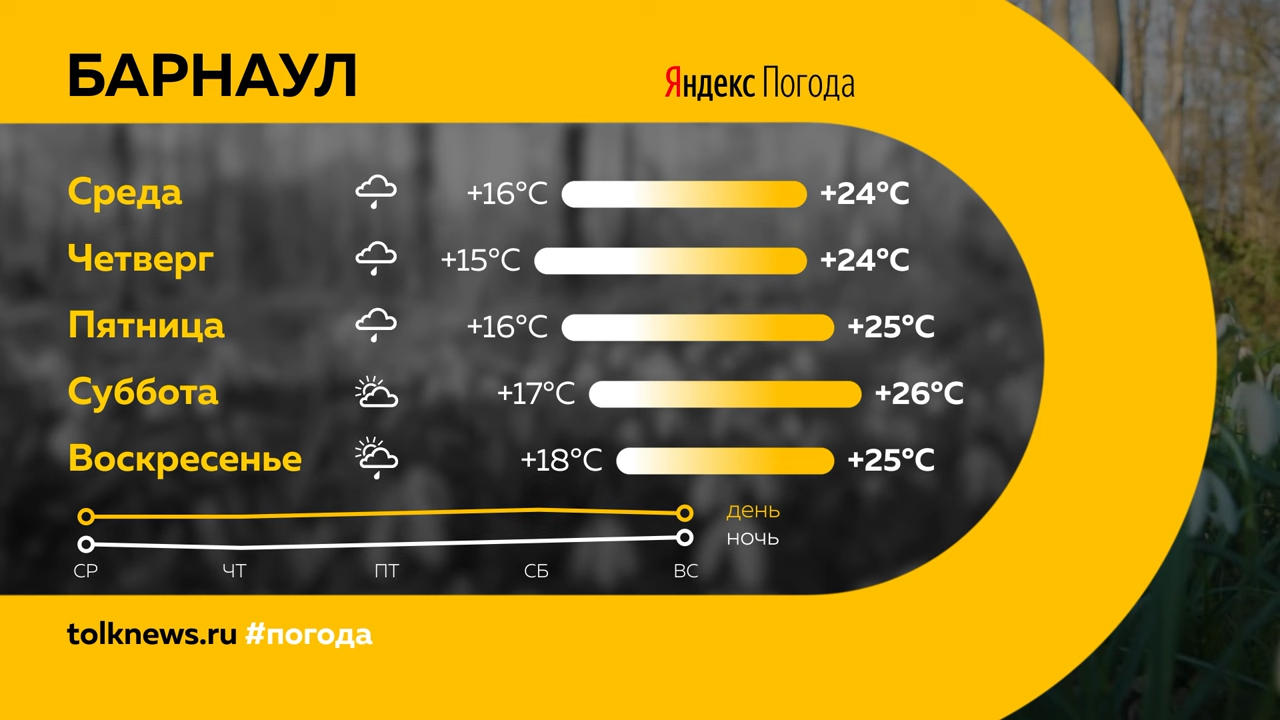 БАРНАУЛ
Яндекс Погода
Среда +16°C +24°C
Четверг +15°C +24°C
Пятница +16°C +25°C
Суббота +17°C +26°C
Воскресенье +18°C +25°C
день
ночь
СР ЧТ ПТ СБ ВС
tolknews.ru #погода